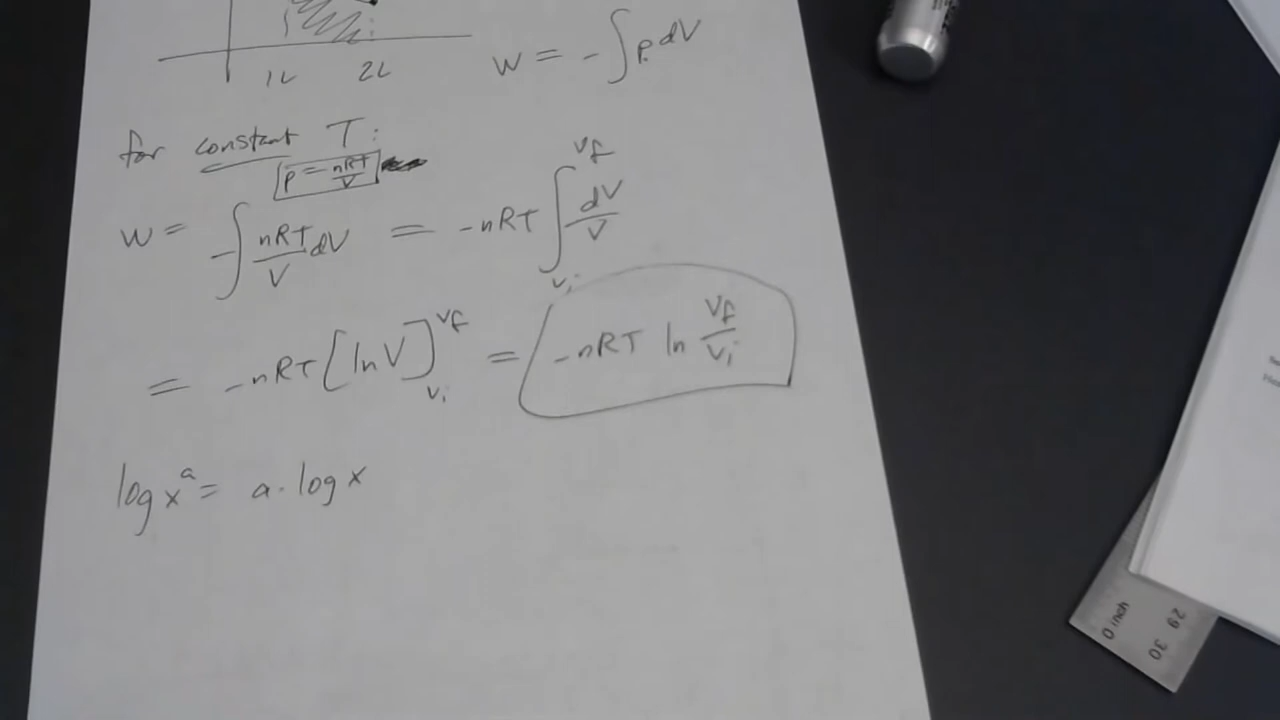 1L 2L
W = -∫ p dV
for constant T:
p = nRT/V
W = -∫ nRT/V dV = -nRT ∫_{Vi}^{Vf} dV/V
= -nRT [ln V]_{Vi}^{Vf} = -nRT ln Vf/Vi
log x^a = a · log x
0 inch
29 30